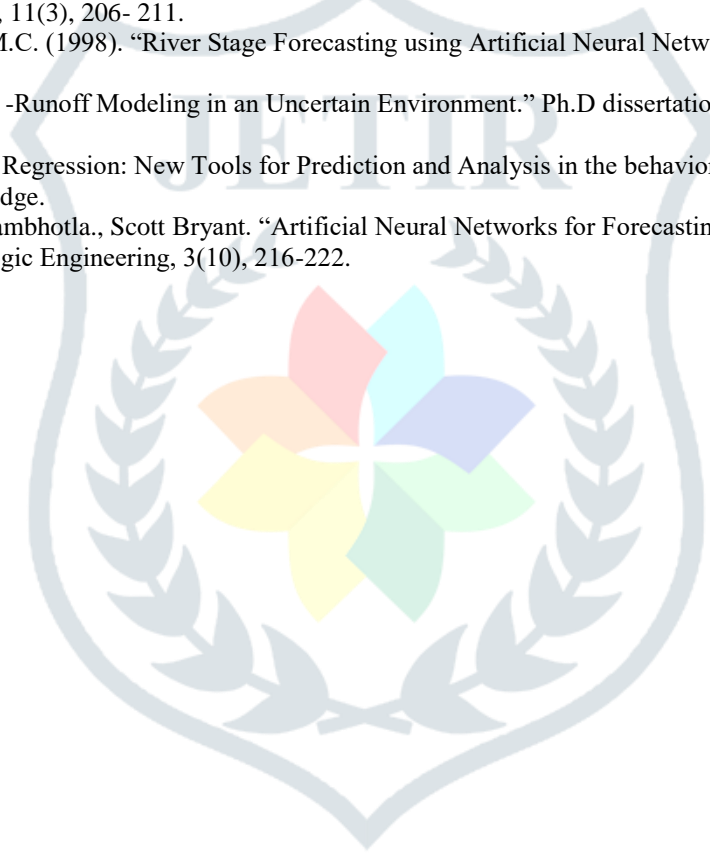 , 11(3), 206- 211.
M.C. (1998). “River Stage Forecasting using Artificial Neural Netw
JETIR
-Runoff Modeling in an Uncertain Environment.” Ph.D dissertatio
Regression: New Tools for Prediction and Analysis in the behavior
dge.
ambhotla., Scott Bryant. “Artificial Neural Networks for Forecastin
gic Engineering, 3(10), 216-222.